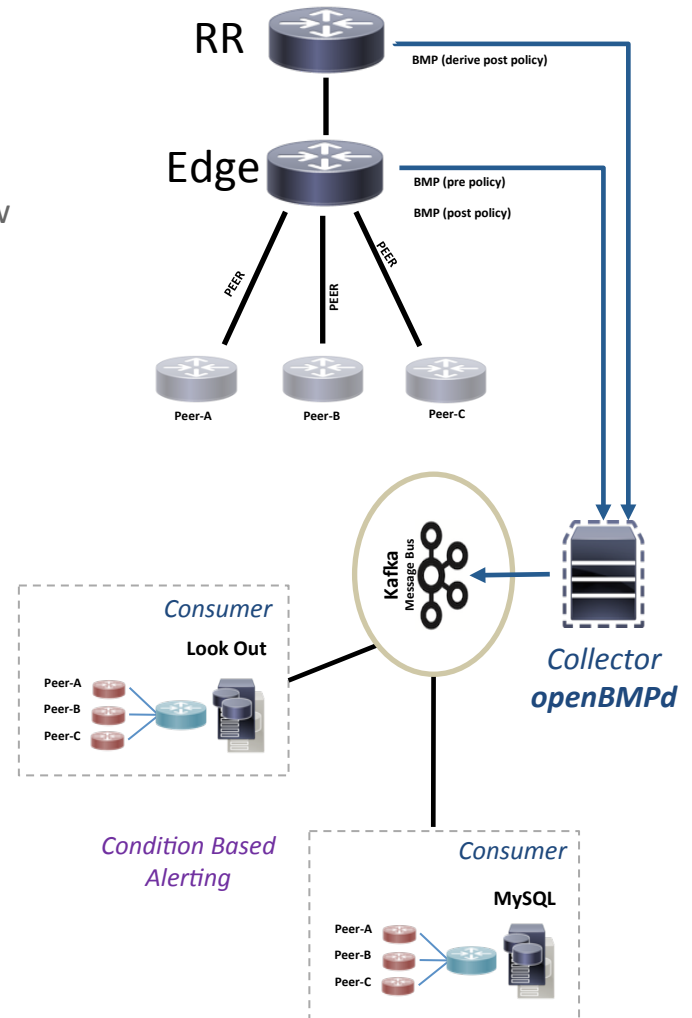 RR
BMP (derive post policy)
Edge
BMP (pre policy)
BMP (post policy)
PEER
PEER
PEER
Peer-A
Peer-B
Peer-C
Kafka
Message Bus
Collector
openBMPd
Consumer
Look Out
Peer-A
Peer-B
Peer-C
Condition Based
Alerting
Consumer
MySQL
Peer-A
Peer-B
Peer-C